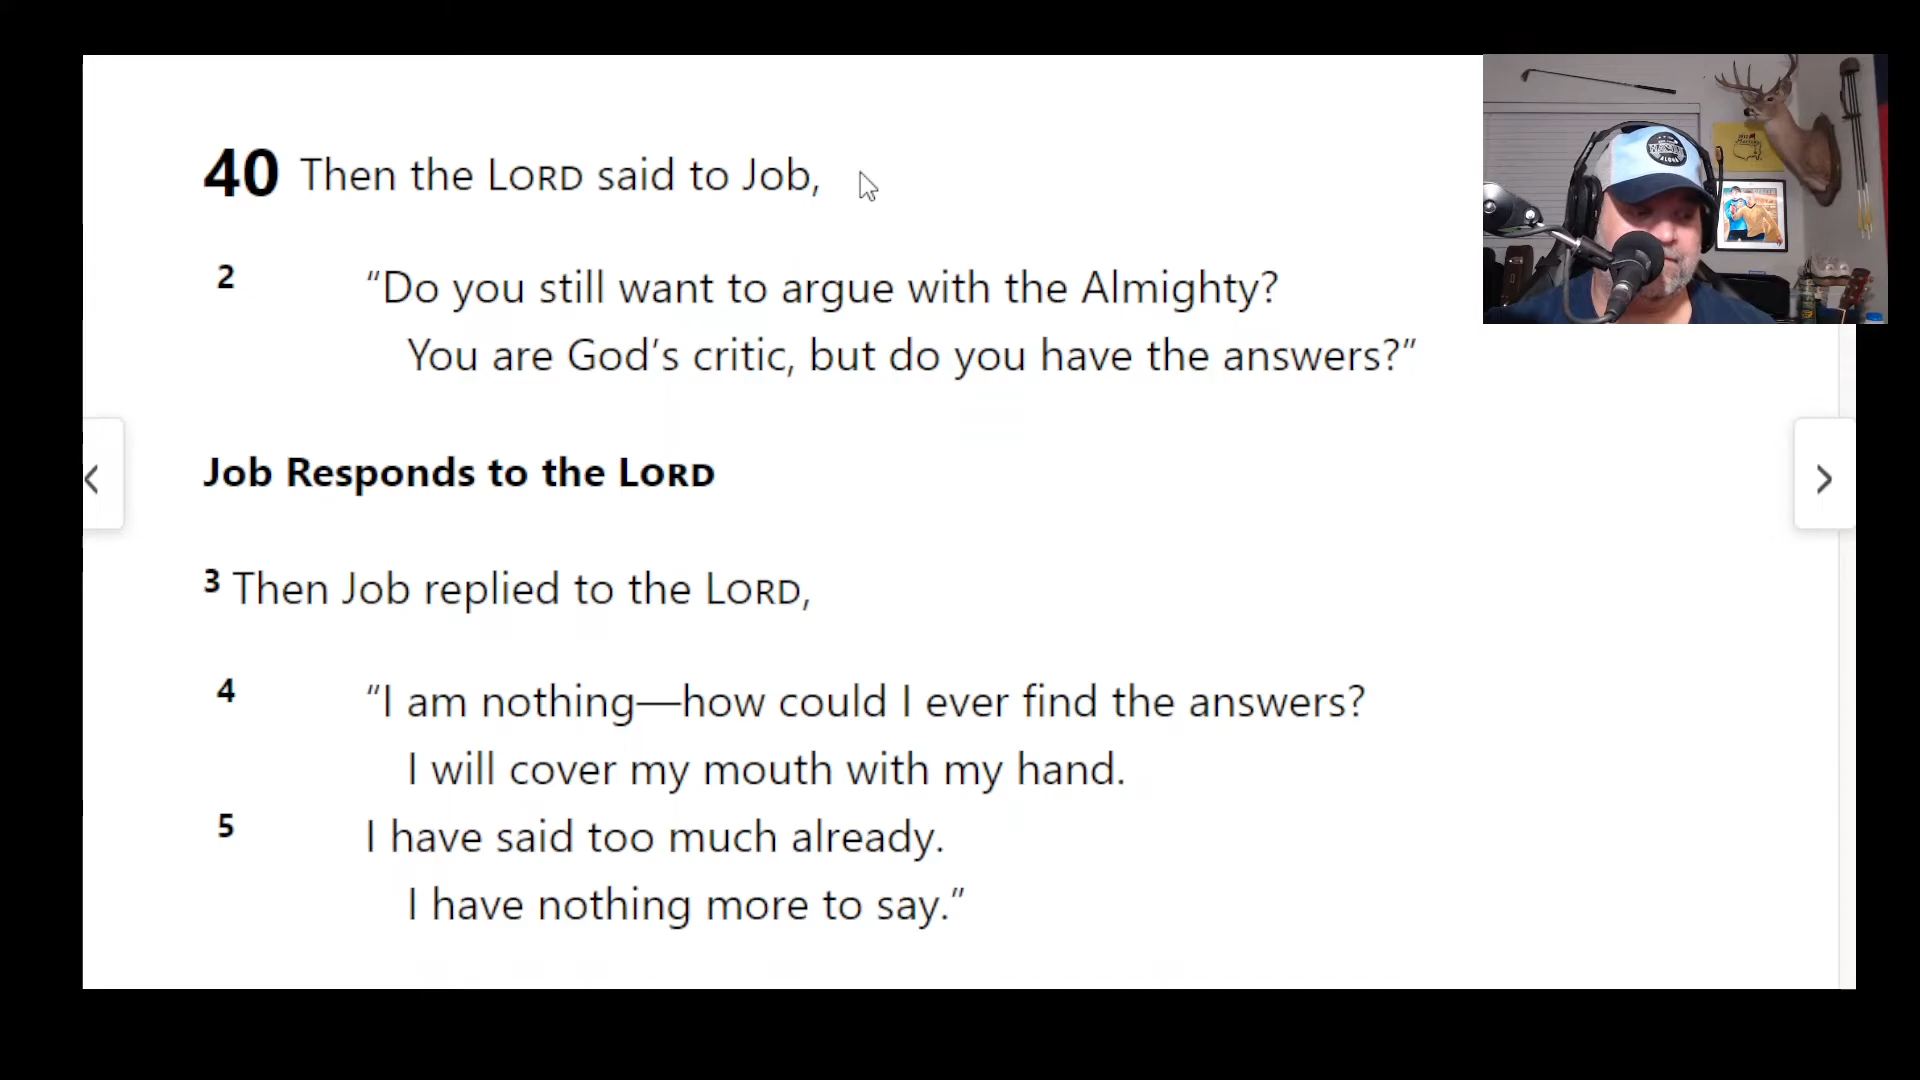 40 Then the LORD said to Job,
2 “Do you still want to argue with the Almighty?
You are God’s critic, but do you have the answers?”
Job Responds to the LORD
3 Then Job replied to the LORD,
4 “I am nothing—how could I ever find the answers?
I will cover my mouth with my hand.
5 I have said too much already.
I have nothing more to say.”